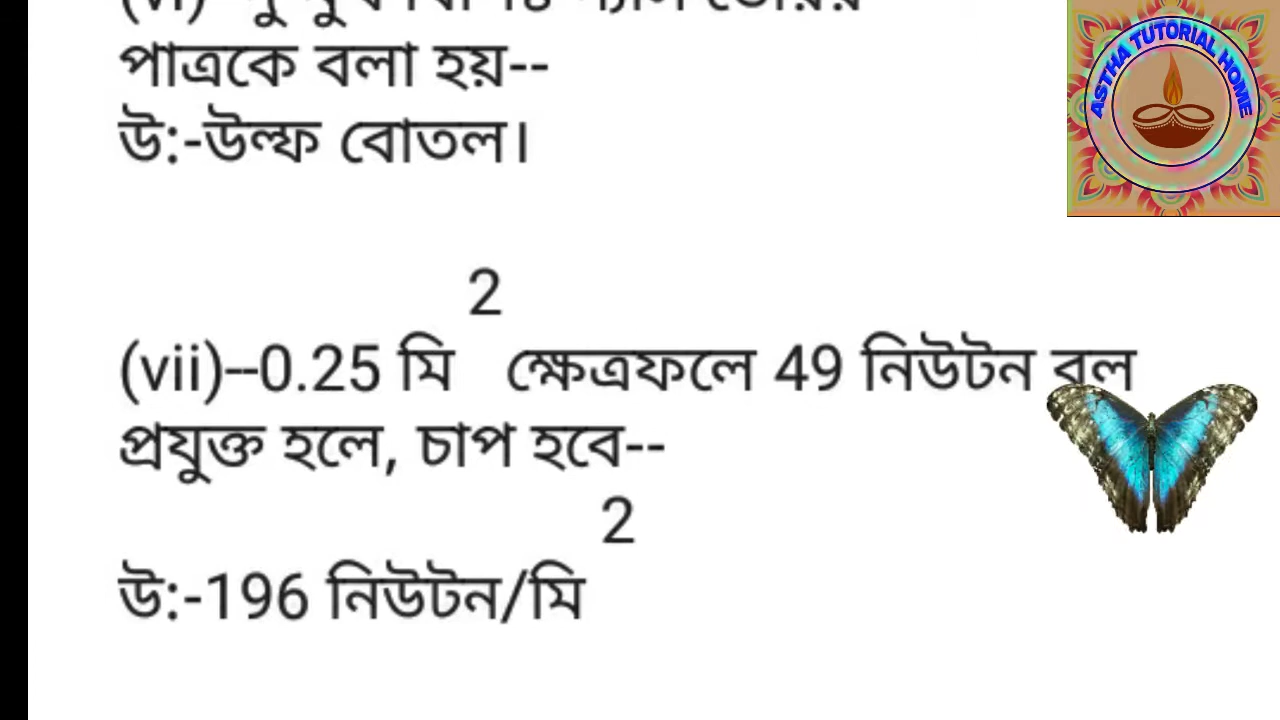 পাত্রকে বলা হয়--
উ:-উল্ফ বোতল।
2
(vii)--0.25 মি ক্ষেত্রফলে 49 নিউটন বল
প্রযুক্ত হলে, চাপ হবে--
2
উ:-196 নিউটন/মি
ASTHA TUTORIAL HOME